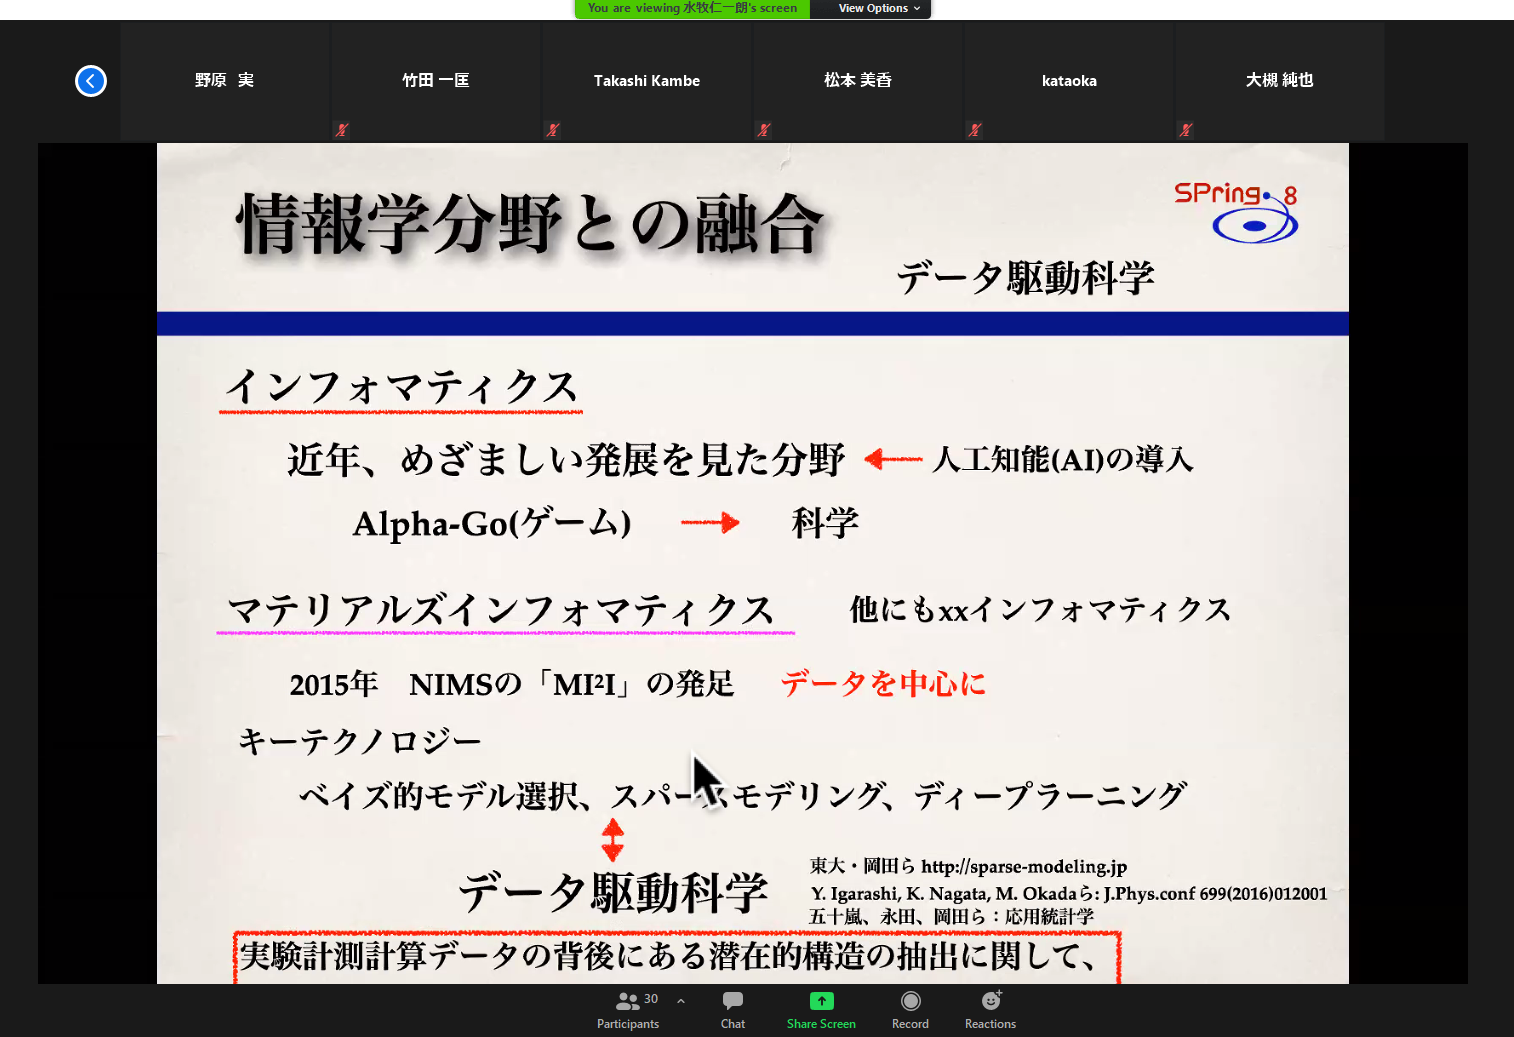 You are viewing 水牧仁一朗's screen
View Options
野原 実
竹田 一匡
Takashi Kambe
松本 美香
kataoka
大槻 純也
情報学分野との融合
SPring-8
データ駆動科学
インフォマティクス
近年、めざましい発展を見た分野 ← 人工知能(AI)の導入
Alpha-Go(ゲーム) → 科学
マテリアルズインフォマティクス 他にもxxインフォマティクス
2015年 NIMSの「MI²I」の発足 データを中心に
キーテクノロジー
ベイズ的モデル選択、スパースモデリング、ディープラーニング
データ駆動科学
東大・岡田ら http://sparse-modeling.jp
Y. Igarashi, K. Nagata, M. Okadaら: J.Phys.conf 699(2016)012001
五十嵐、永田、岡田ら：応用統計学
実験計測計算データの背後にある潜在的構造の抽出に関して、
30
Participants
Chat
Share Screen
Record
Reactions